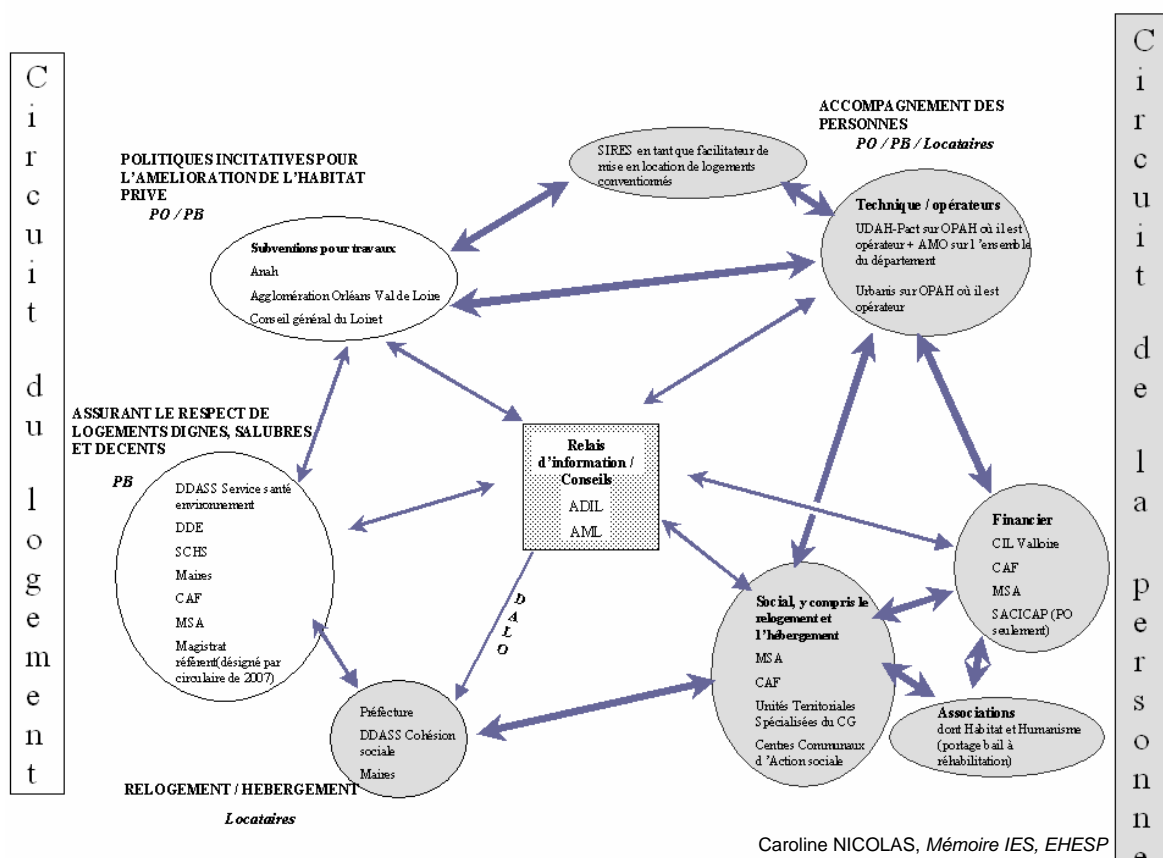 Circuit du logement
Circuit de la personne
POLITIQUES INCITATIVES POUR
L'AMELIORATION DE L'HABITAT
PRIVE
PO / PB
Subventions pour travaux
Anah
Agglomération Orléans Val de Loire
Conseil général du Loiret
SIRES en tant que facilitateur de
mise en location de logements
conventionnés
ACCOMPAGNEMENT DES
PERSONNES
PO / PB / Locataires
Technique / opérateurs
UDAH-Pact sur OPAH où il est
opérateur + AMO sur l'ensemble
du département
Urbanis sur OPAH où il est
opérateur
ASSURANT LE RESPECT DE
LOGEMENTS DIGNES, SALUBRES
ET DECENTS
PB
DDASS Service santé
environnement
DDE
SCHS
Maires
CAF
MSA
Magistrat
référent(désigné par
circulaire de 2007)
Relais
d'information /
Conseils
ADIL
AML
DALO
Financier
CIL Valloire
CAF
MSA
SACICAP (PO
seulement)
Social, y compris le
relogement et
l'hébergement
MSA
CAF
Unités Territoriales
Spécialisées du CG
Centres Communaux
d'Action sociale
Associations
dont Habitat et Humanisme
(portage bail à
réhabilitation)
Préfecture
DDASS Cohésion
sociale
Maires
RELOGEMENT / HEBERGEMENT
Locataires
Caroline NICOLAS, Mémoire IES, EHESP